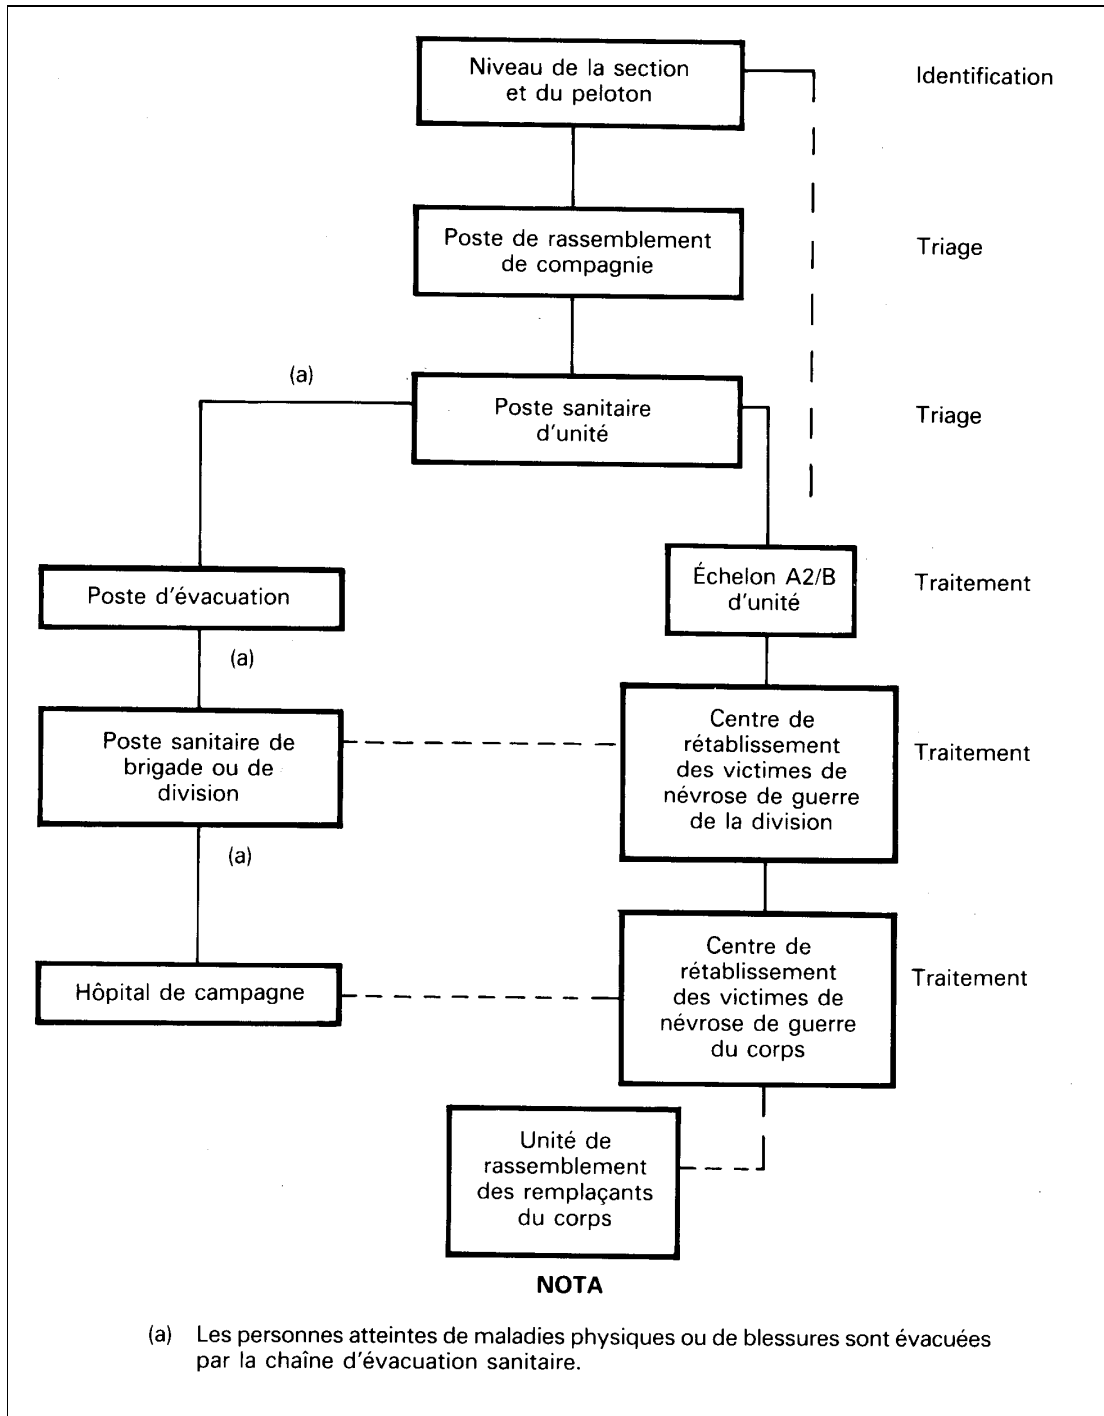 Niveau de la section
et du peloton
Identification
Poste de rassemblement
de compagnie
Triage
(a)
Poste sanitaire
d'unité
Triage
Poste d'évacuation
Échelon A2/B
d'unité
Traitement
(a)
Poste sanitaire de
brigade ou de
division
Centre de
rétablissement
des victimes de
névrose de guerre
de la division
Traitement
(a)
Hôpital de campagne
Centre de
rétablissement
des victimes de
névrose de guerre
du corps
Traitement
Unité de
rassemblement
des remplaçants
du corps
NOTA
(a) Les personnes atteintes de maladies physiques ou de blessures sont évacuées
par la chaîne d'évacuation sanitaire.